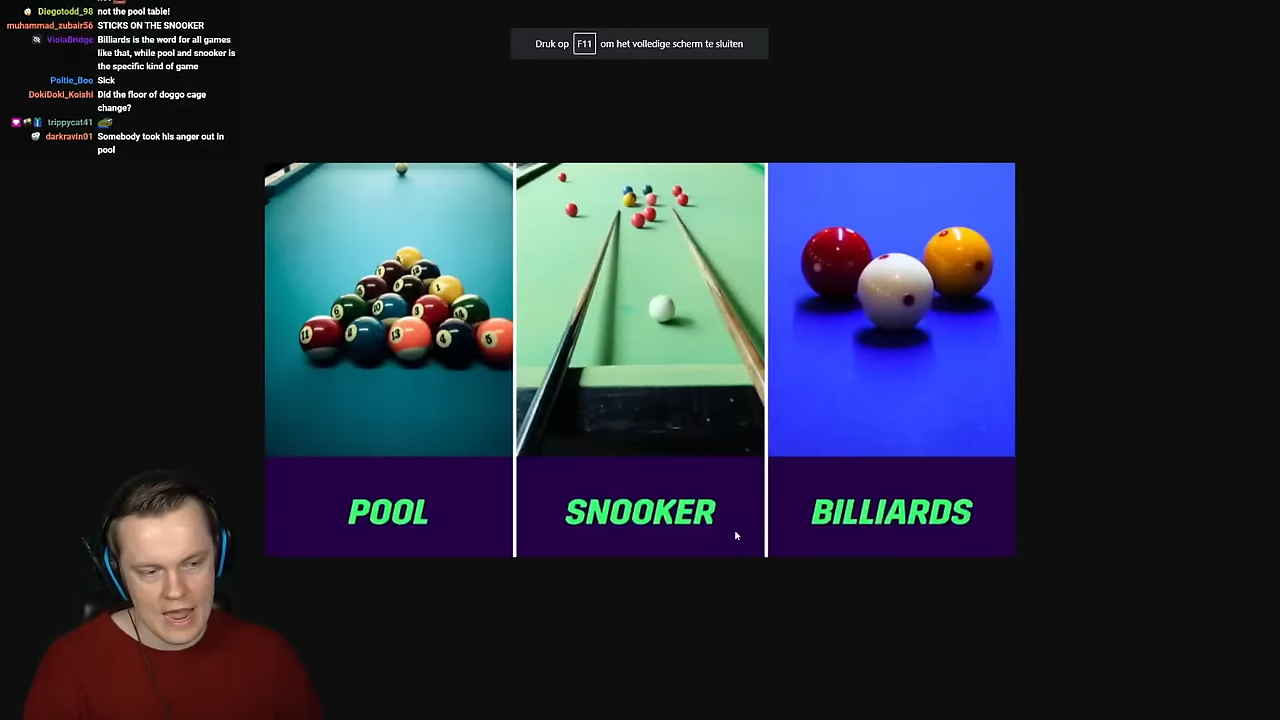 Diegotodd_98 not the pool table!
muhammad_zubair56 STICKS ON THE SNOOKER
ViolaBridge Billiards is the word for all games
like that, while pool and snooker is
the specific kind of game
Poltie_Boo Sick
DokiDoki_Koishi Did the floor of doggo cage
change?
trippycat41
darkravin01 Somebody took his anger out in
pool
Druk op F11 om het volledige scherm te sluiten
POOL
SNOOKER
BILLIARDS